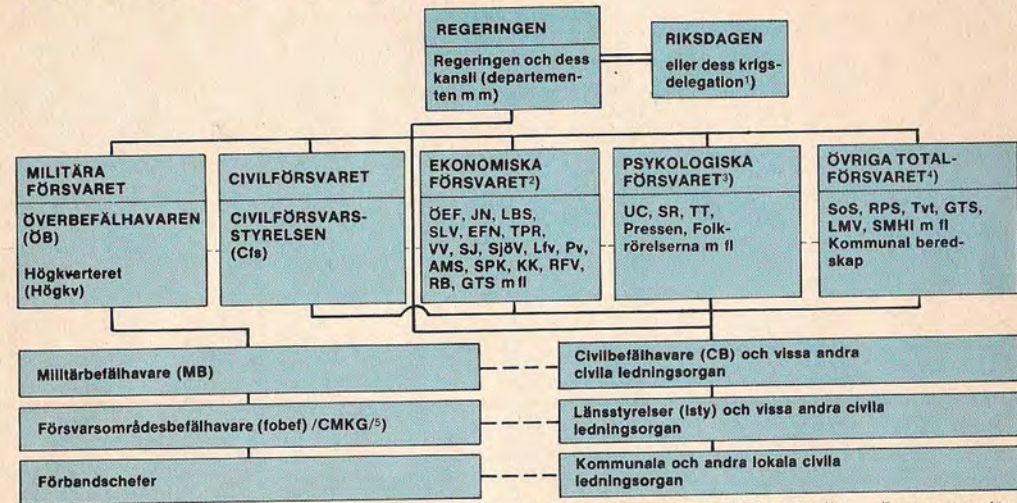 REGERINGEN
Regeringen och dess
kansli (departemen-
ten m m)
RIKSDAGEN
eller dess krigs-
delegation¹)
MILITÄRA
FÖRSVARET
ÖVERBEFÄLHAVAREN
(ÖB)
Högkvarteret
(Högkv)
CIVILFÖRSVARET
CIVILFÖRSVARS-
STYRELSEN
(Cfs)
EKONOMISKA
FÖRSVARET²)
ÖEF, JN, LBS,
SLV, EFN, TPR,
VV, SJ, SjöV, Lfv, Pv,
AMS, SPK, KK, RFV,
RB, GTS m fl
PSYKOLOGISKA
FÖRSVARET³)
UC, SR, TT,
Pressen, Folk-
rörelserna m fl
ÖVRIGA TOTAL-
FÖRSVARET⁴)
SoS, RPS, Tvt, GTS,
LMV, SMHI m fl
Kommunal bered-
skap
Militärbefälhavare (MB)
Civilbefälhavare (CB) och vissa andra
civila ledningsorgan
Försvarsområdesbefälhavare (fobef) /CMKG/⁵)
Länsstyrelser (lsty) och vissa andra civila
ledningsorgan
Förbandschefer
Kommunala och andra lokala civila
ledningsorgan